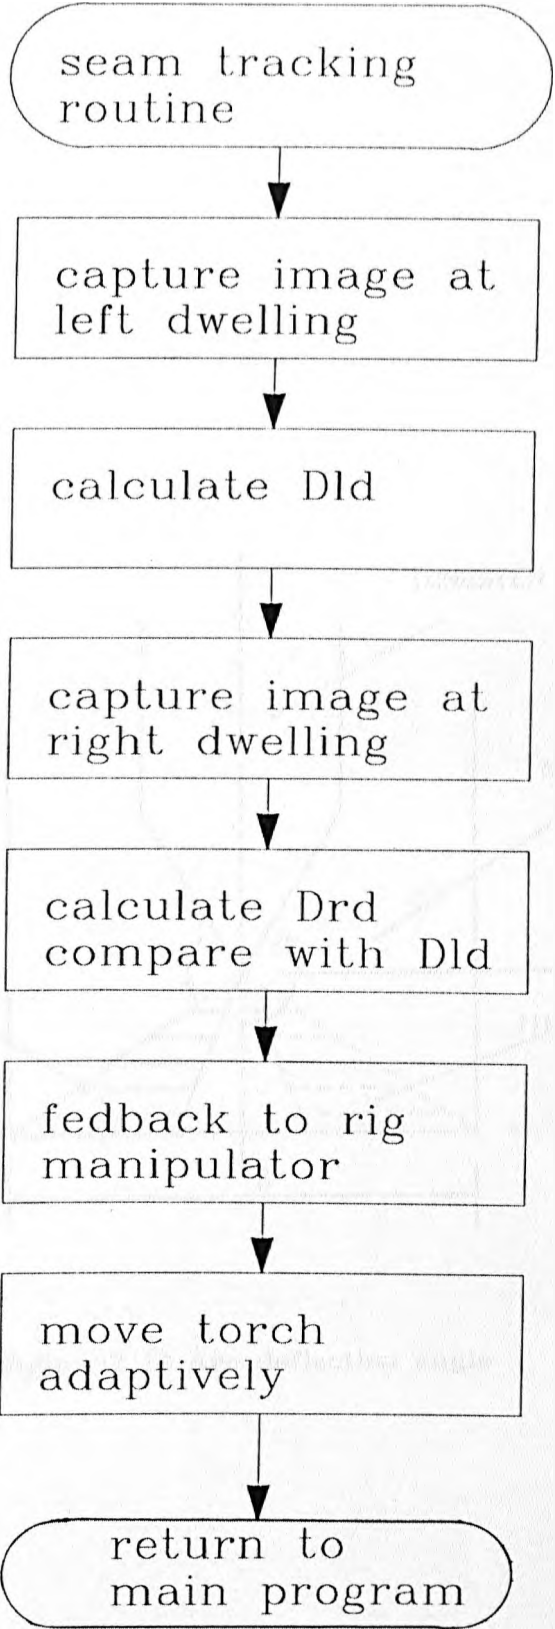 seam tracking
routine
capture image at
left dwelling
calculate Dld
capture image at
right dwelling
calculate Drd
compare with Dld
fedback to rig
manipulator
move torch
adaptively
return to
main program